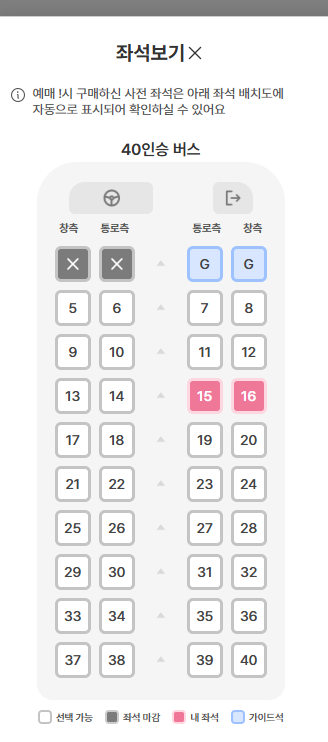 좌석보기
예매 !시 구매하신 사전 좌석은 아래 좌석 배치도에
자동으로 표시되어 확인하실 수 있어요
40인승 버스
창측 통로측 통로측 창측
G G
5 6 7 8
9 10 11 12
13 14 15 16
17 18 19 20
21 22 23 24
25 26 27 28
29 30 31 32
33 34 35 36
37 38 39 40
선택 가능 좌석 마감 내 좌석 가이드석